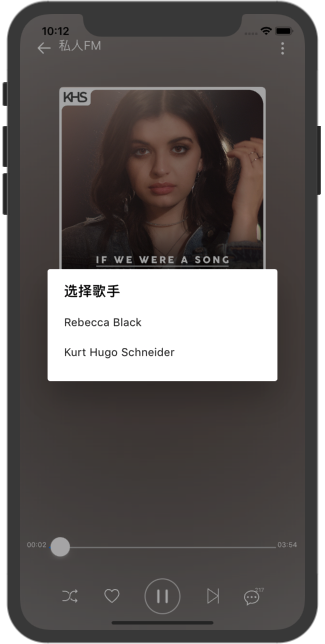 10:12
私人FM
KHS
IF WE WERE A SONG
选择歌手
Rebecca Black
Kurt Hugo Schneider
00:02
03:54